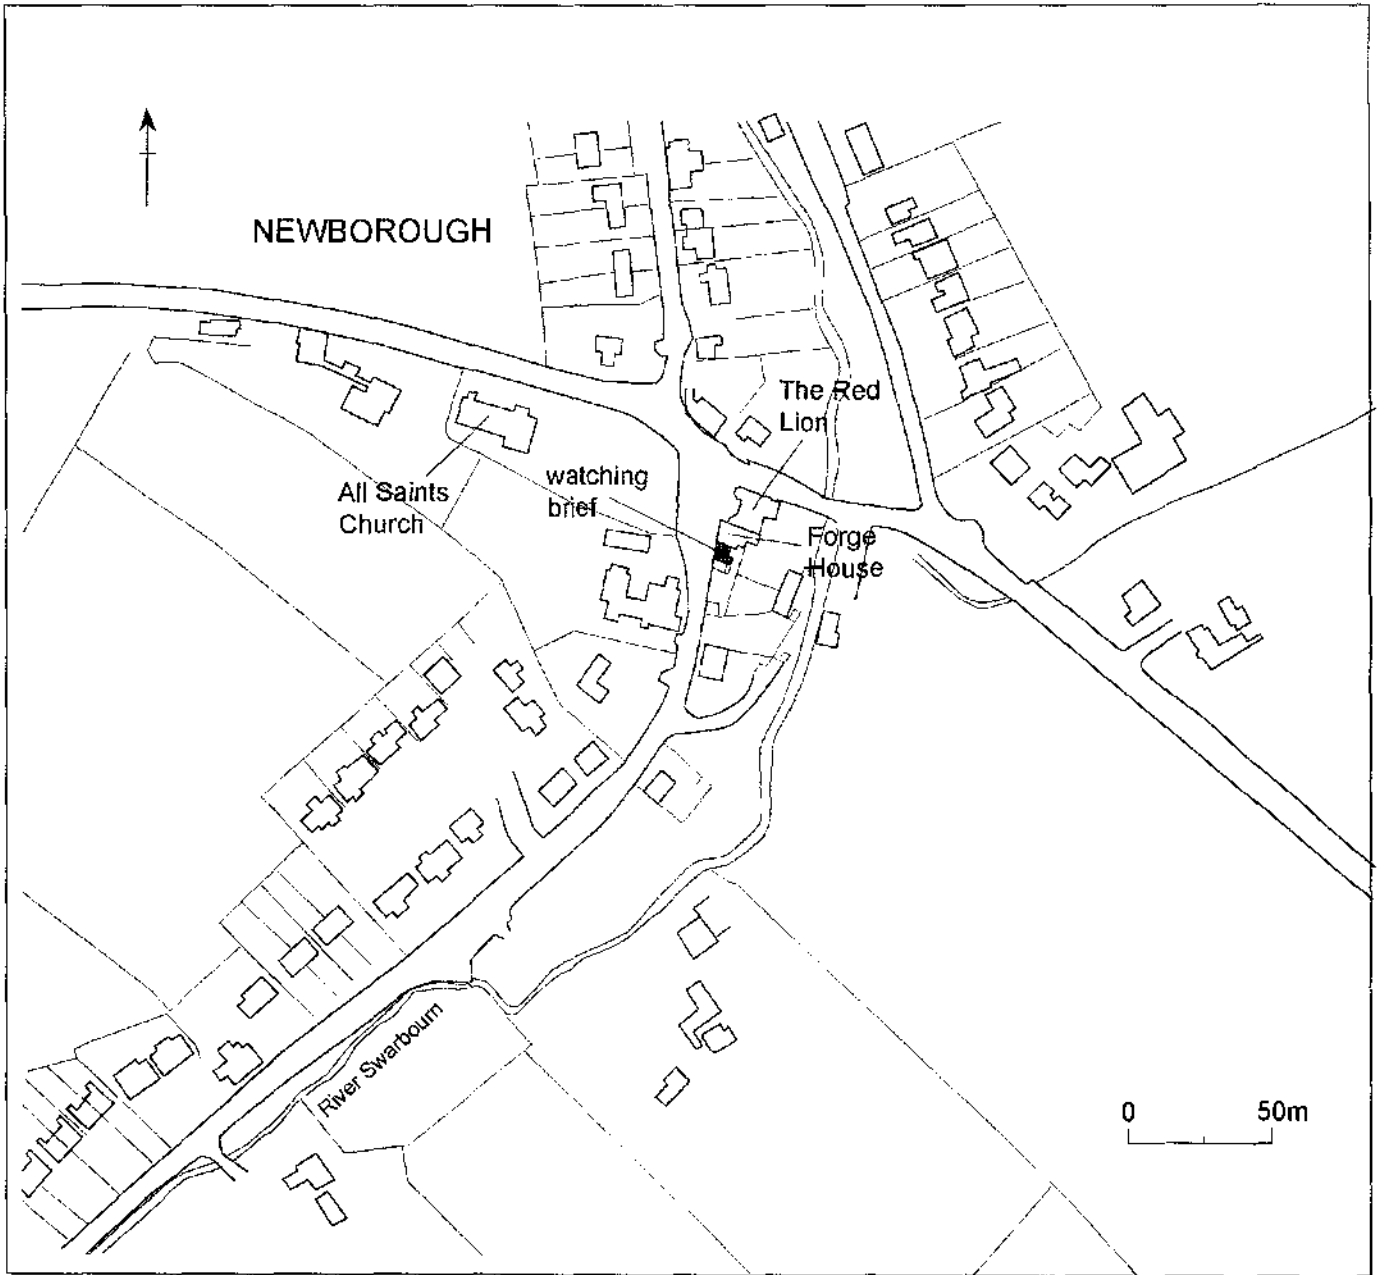 NEWBOROUGH
The Red
Lion
watching
brief
All Saints
Church
Forge
House
River Swarbourn
0 50m